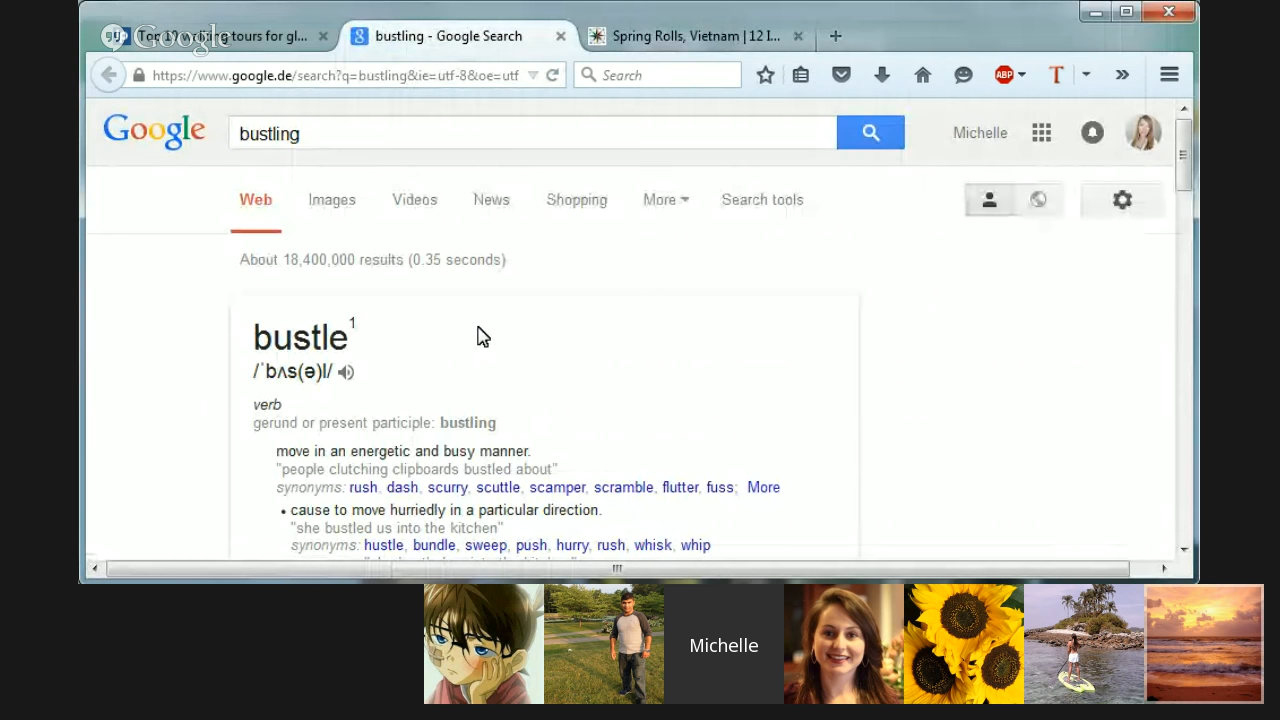 Top 10 writing tours for gl...
bustling - Google Search
Spring Rolls, Vietnam | 12 I...
Google
https://www.google.de/search?q=bustling&ie=utf-8&oe=utf
Search
ABP
T
Google
bustling
Michelle
Web
Images
Videos
News
Shopping
More
Search tools
About 18,400,000 results (0.35 seconds)
bustle1
/ˈbʌs(ə)l/
verb
gerund or present participle: bustling
move in an energetic and busy manner.
"people clutching clipboards bustled about"
synonyms: rush, dash, scurry, scuttle, scamper, scramble, flutter, fuss; More
• cause to move hurriedly in a particular direction.
"she bustled us into the kitchen"
synonyms: hustle, bundle, sweep, push, hurry, rush, whisk, whip
Michelle